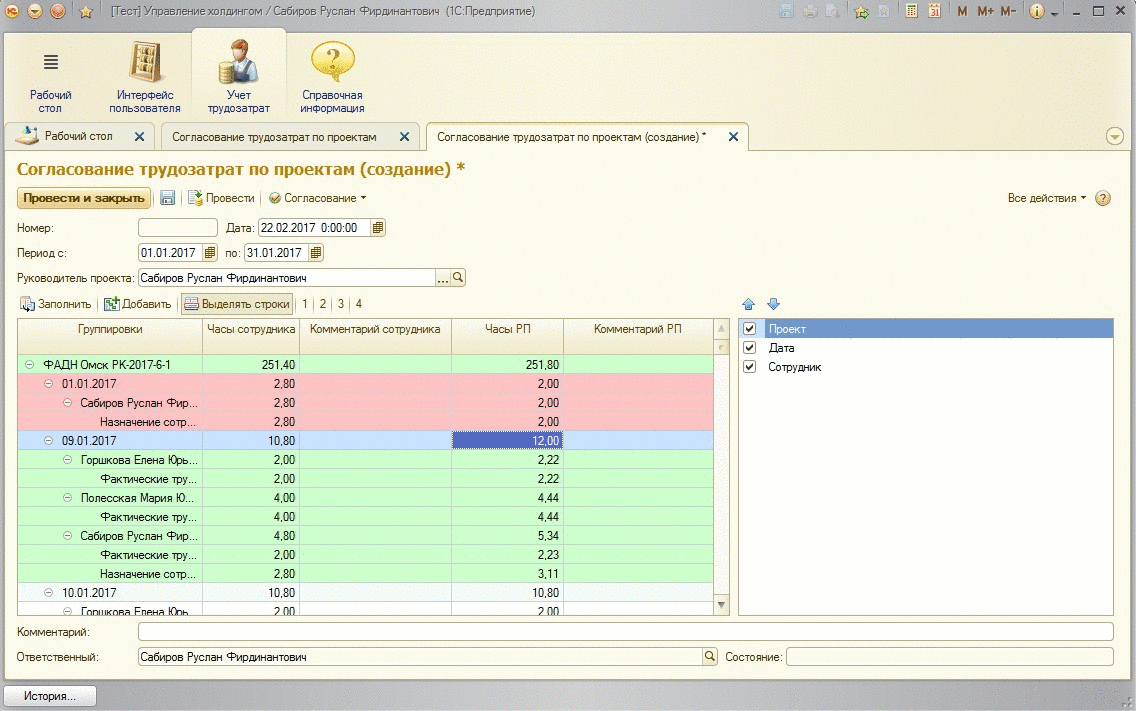 [Тест] Управление холдингом / Сабиров Руслан Фирдинантович (1С:Предприятие)
M M+ M-
Рабочий стол
Интерфейс пользователя
Учет трудозатрат
Справочная информация
Рабочий стол
Согласование трудозатрат по проектам
Согласование трудозатрат по проектам (создание) *
Согласование трудозатрат по проектам (создание) *
Провести и закрыть
Провести
Согласование
Все действия
Номер:
Дата: 22.02.2017 0:00:00
Период с: 01.01.2017 по: 31.01.2017
Руководитель проекта: Сабиров Руслан Фирдинантович
Заполнить Добавить Выделять строки 1 2 3 4
Группировки Часы сотрудника Комментарий сотрудника Часы РП Комментарий РП
ФАДН Омск РК-2017-6-1 251,40 251,80
01.01.2017 2,80 2,00
Сабиров Руслан Фир... 2,80 2,00
Назначение сотр... 2,80 2,00
09.01.2017 10,80 12,00
Горшкова Елена Юрь... 2,00 2,22
Фактические тру... 2,00 2,22
Полесская Мария Ю... 4,00 4,44
Фактические тру... 4,00 4,44
Сабиров Руслан Фир... 4,80 5,34
Фактические тру... 2,00 2,23
Назначение сотр... 2,80 3,11
10.01.2017 10,80 10,80
Горшкова Елена Юрь... 2,00 2,00
Проект
Дата
Сотрудник
Комментарий:
Ответственный: Сабиров Руслан Фирдинантович
Состояние:
История...